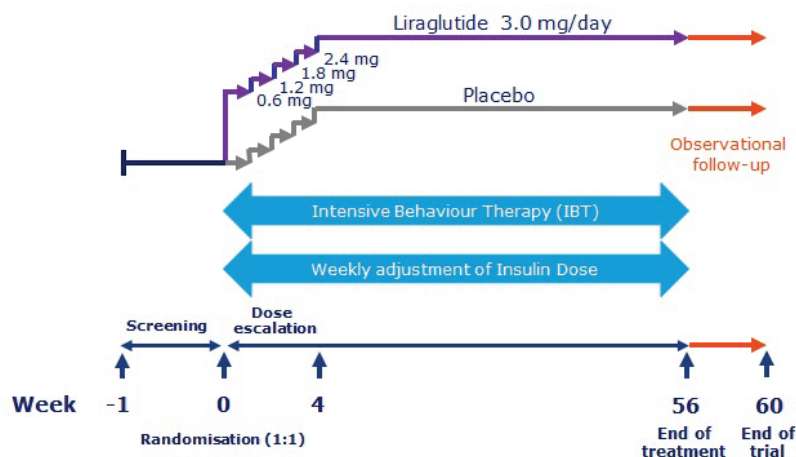 Liraglutide 3.0 mg/day
2.4 mg
1.8 mg
1.2 mg
0.6 mg
Placebo
Observational
follow-up
Intensive Behaviour Therapy (IBT)
Weekly adjustment of Insulin Dose
Screening
Dose
escalation
Week -1 0 4 56 60
Randomisation (1:1)
End of
treatment
End of
trial